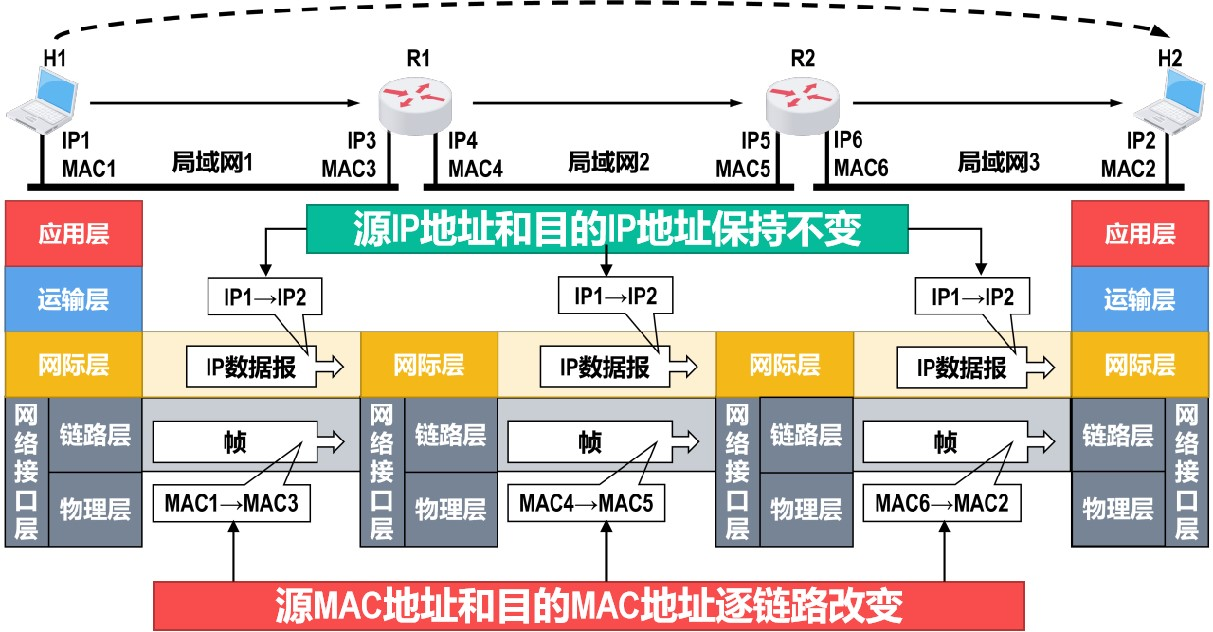 H1
R1
R2
H2
IP1
MAC1
局域网1
IP3
MAC3
IP4
MAC4
局域网2
IP5
MAC5
IP6
MAC6
局域网3
IP2
MAC2
源IP地址和目的IP地址保持不变
应用层
应用层
IP1→IP2
IP1→IP2
IP1→IP2
运输层
运输层
网际层
IP数据报
网际层
IP数据报
网际层
IP数据报
网际层
网络接口层
链路层
帧
网络接口层
链路层
帧
网络接口层
链路层
帧
链路层
网络接口层
物理层
MAC1→MAC3
物理层
MAC4→MAC5
物理层
MAC6→MAC2
物理层
源MAC地址和目的MAC地址逐链路改变